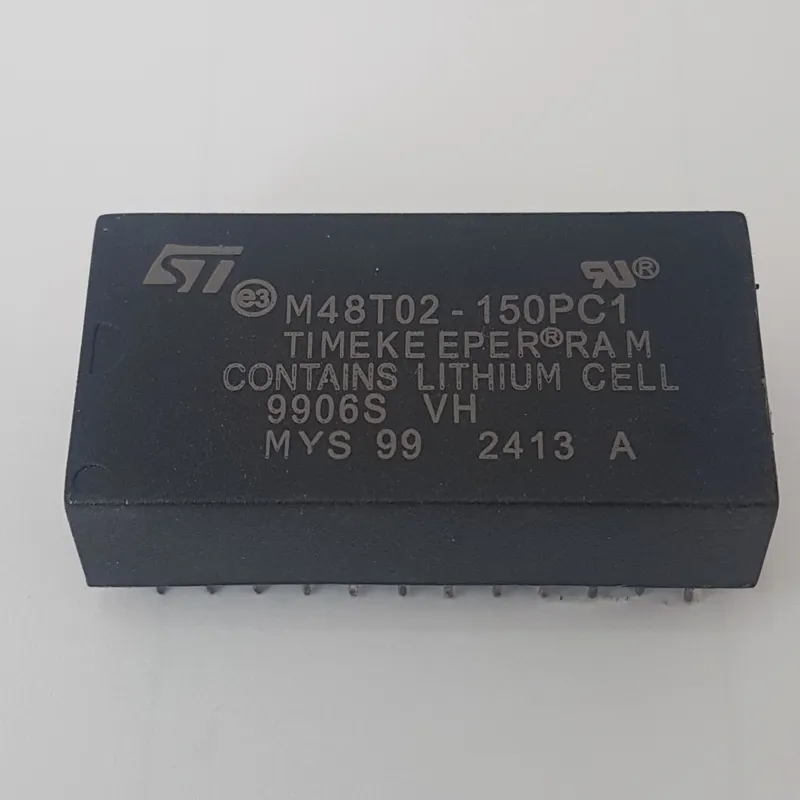 ST
e3 M48T02-150PC1
TIMEKEEPER® RAM
CONTAINS LITHIUM CELL
9906S VH
MYS 99 2413 A